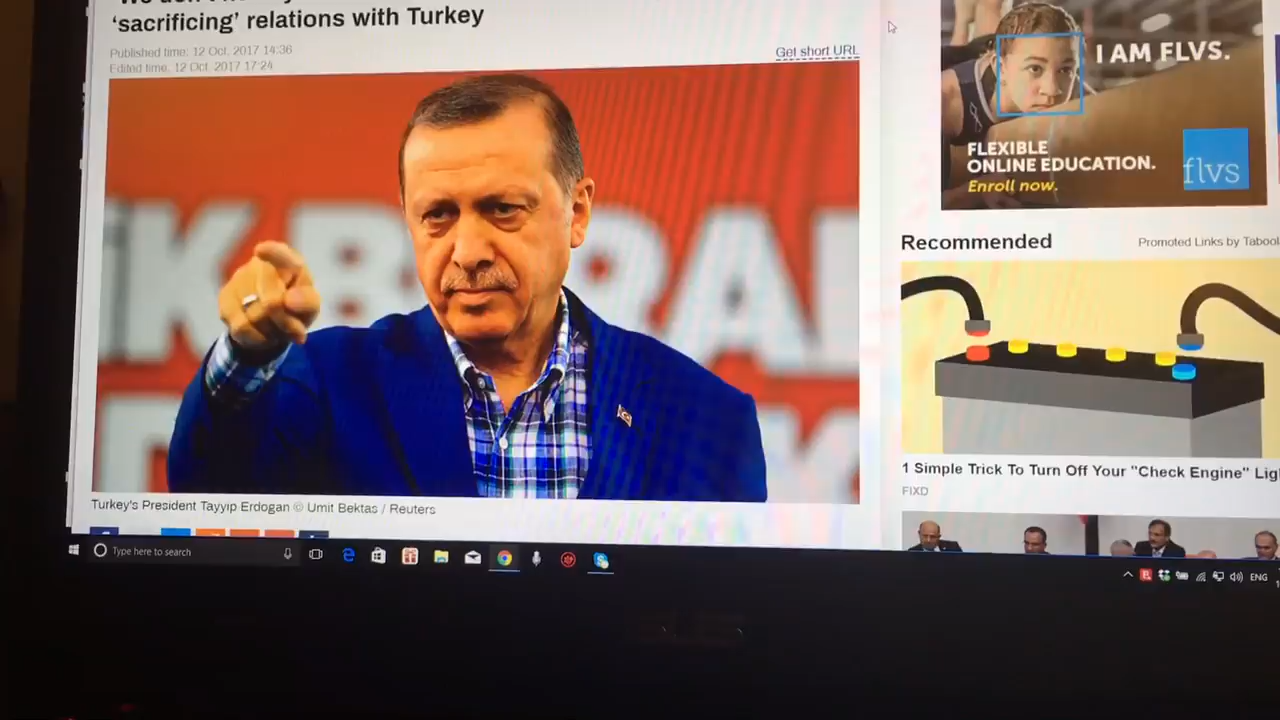 'sacrificing' relations with Turkey
Published time: 12 Oct, 2017 14:36
Edited time: 12 Oct, 2017 17:24
Get short URL
I AM FLVS.
FLEXIBLE
ONLINE EDUCATION.
Enroll now.
flvs
Recommended
Promoted Links by
1 Simple Trick To Turn Off Your "Check Engine"
FIXD
Turkey's President Tayyip Erdogan © Umit Bektas / Reuters
Type here to search
ENG